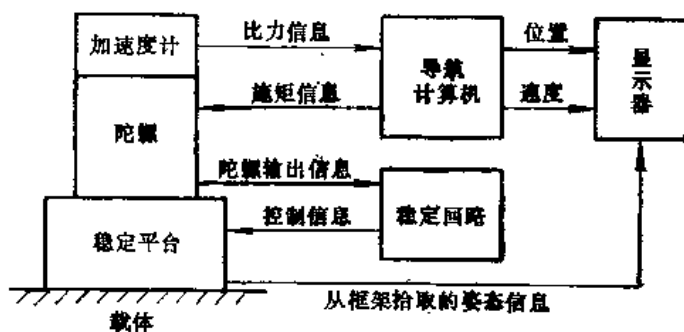 加速度计
比力信息
导航
计算机
位置
显示器
施矩信息
速度
陀螺
陀螺输出信息
稳定回路
控制信息
稳定平台
从框架拾取的姿态信息
载体